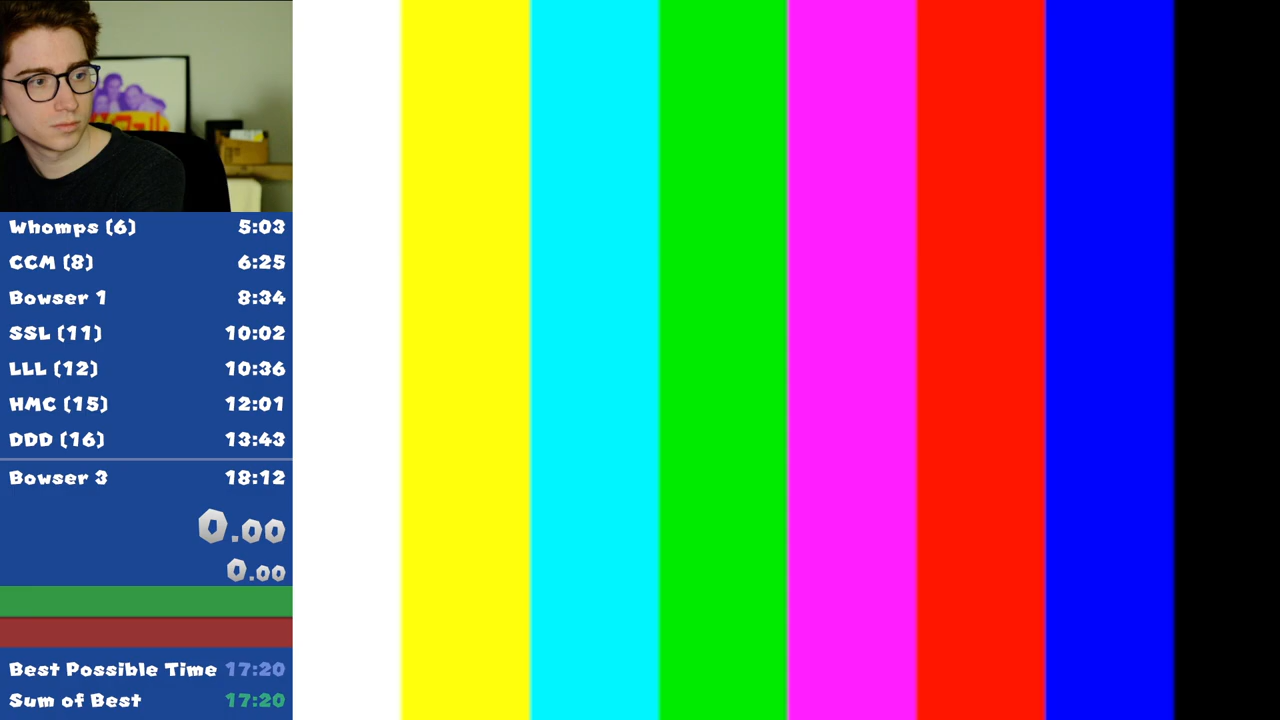 Whomps (6) 5:03
CCM (8) 6:25
Bowser 1 8:34
SSL (11) 10:02
LLL (12) 10:36
HMC (15) 12:01
DDD (16) 13:43
Bowser 3 18:12
0.00
0.00
Best Possible Time 17:20
Sum of Best 17:20